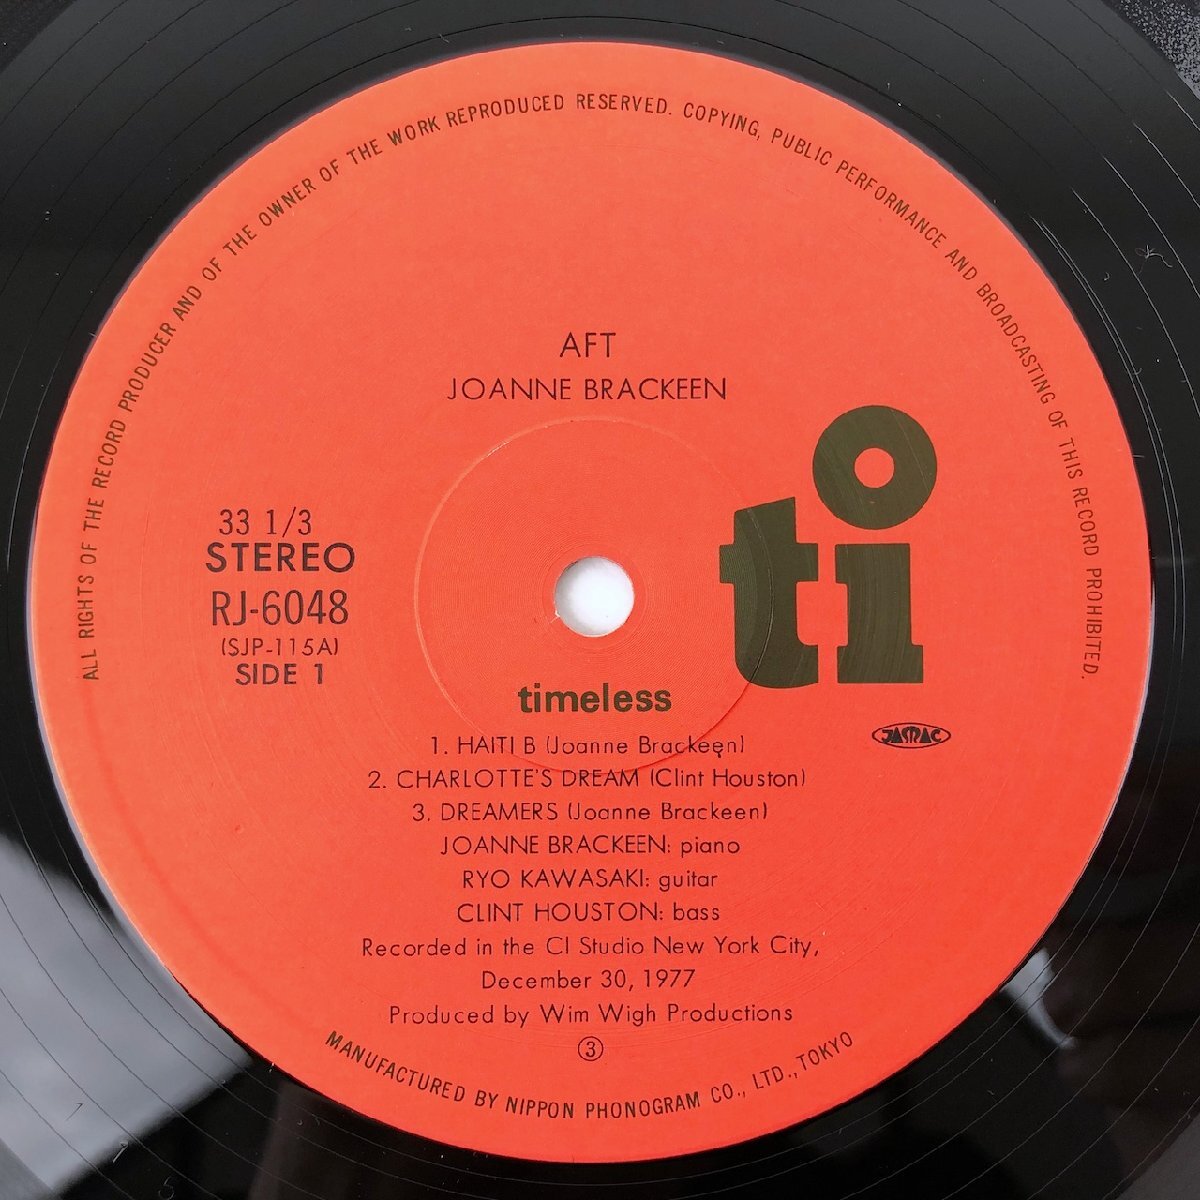 ALL RIGHTS OF THE RECORD PRODUCER AND OF THE OWNER OF THE WORK REPRODUCED RESERVED. COPYING, PUBLIC PERFORMANCE AND BROADCASTING OF THIS RECORD PROHIBITED.
AFT
JOANNE BRACKEEN
33 1/3
STEREO
RJ-6048
(SJP-115A)
SIDE 1
ti
timeless
JASRAC
1. HAITI B (Joanne Brackeen)
2. CHARLOTTE'S DREAM (Clint Houston)
3. DREAMERS (Joanne Brackeen)
JOANNE BRACKEEN: piano
RYO KAWASAKI: guitar
CLINT HOUSTON: bass
Recorded in the CI Studio New York City,
December 30, 1977
Produced by Wim Wigh Productions
③
MANUFACTURED BY NIPPON PHONOGRAM CO., LTD., TOKYO